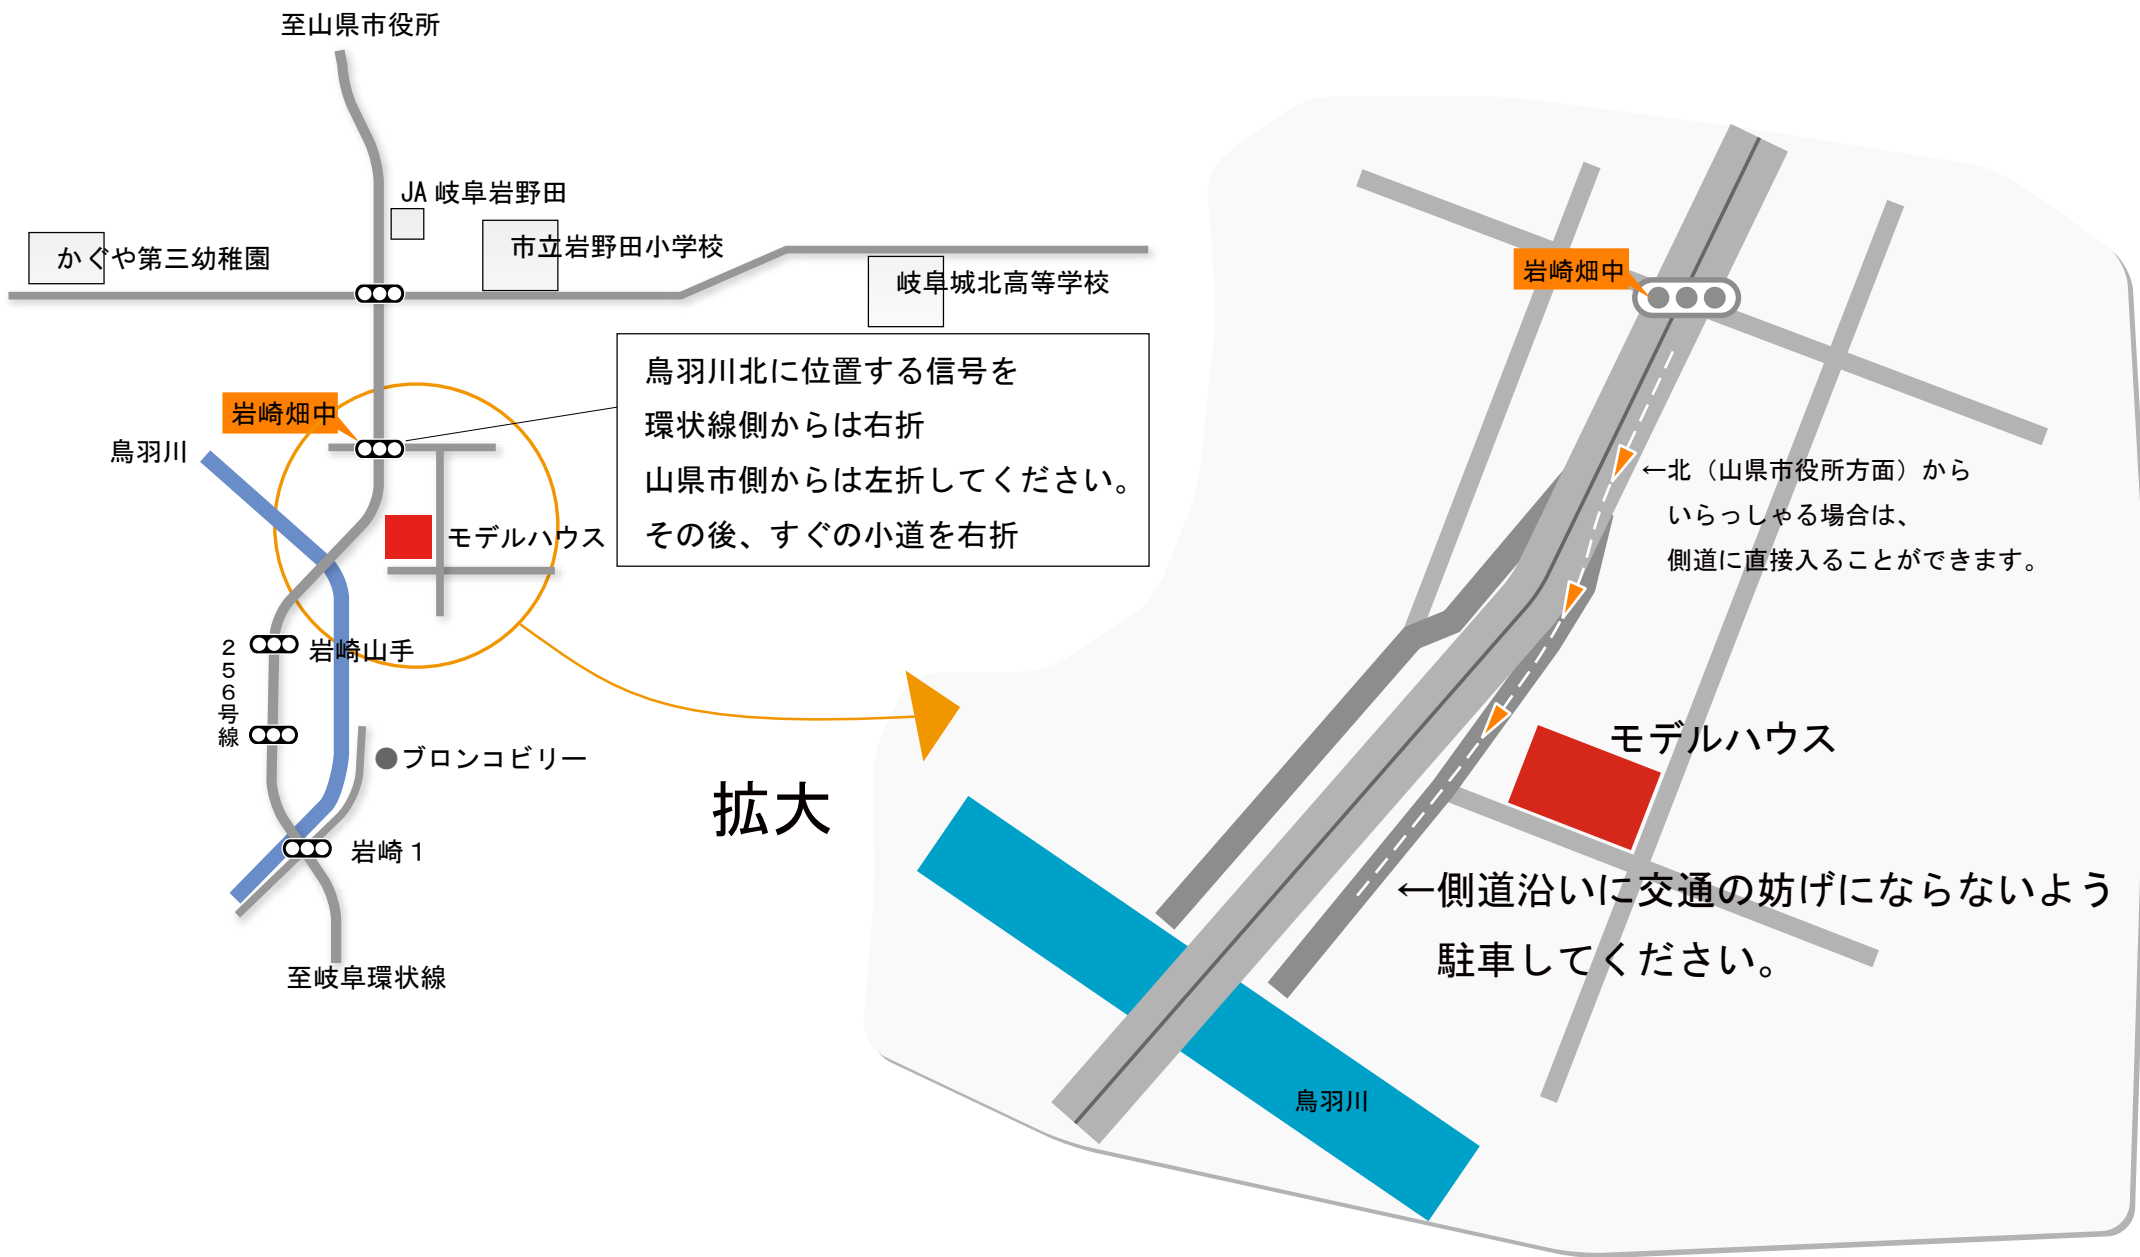 至山県市役所
JA 岐阜岩野田
かぐや第三幼稚園
市立岩野田小学校
岐阜城北高等学校
鳥羽川北に位置する信号を
環状線側からは右折
山県市側からは左折してください。
その後、すぐの小道を右折
岩崎畑中
鳥羽川
モデルハウス
岩崎山手
256号線
ブロンコビリー
岩崎1
至岐阜環状線
拡大
岩崎畑中
←北（山県市役所方面）から
いらっしゃる場合は、
側道に直接入ることができます。
モデルハウス
←側道沿いに交通の妨げにならないよう
駐車してください。
鳥羽川